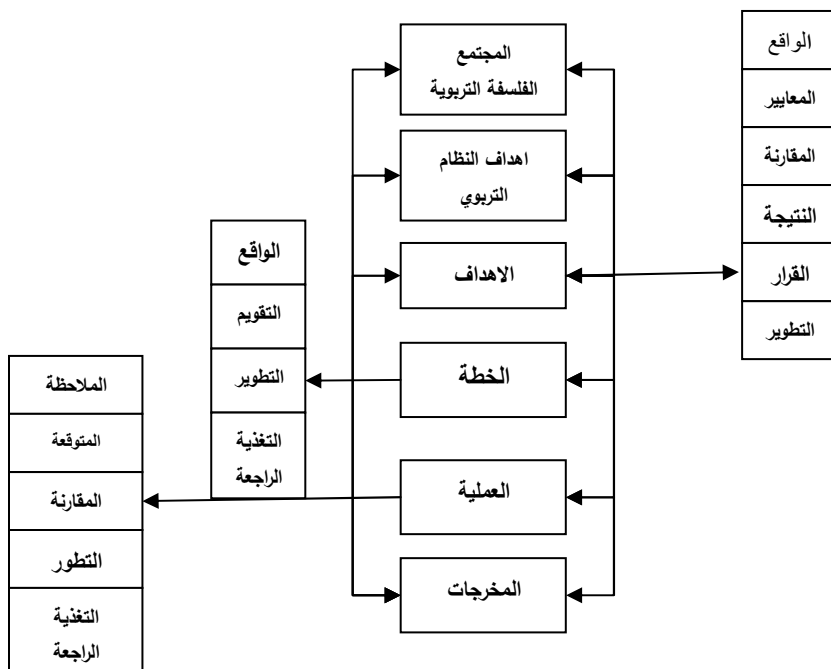 الواقع
المعايير
المقارنة
النتيجة
القرار
التطوير
المجتمع
الفلسفة التربوية
اهداف النظام
التربوي
الاهداف
الخطة
العملية
المخرجات
الواقع
التقويم
التطوير
التغذية
الراجعة
الملاحظة
المتوقعة
المقارنة
التطور
التغذية
الراجعة